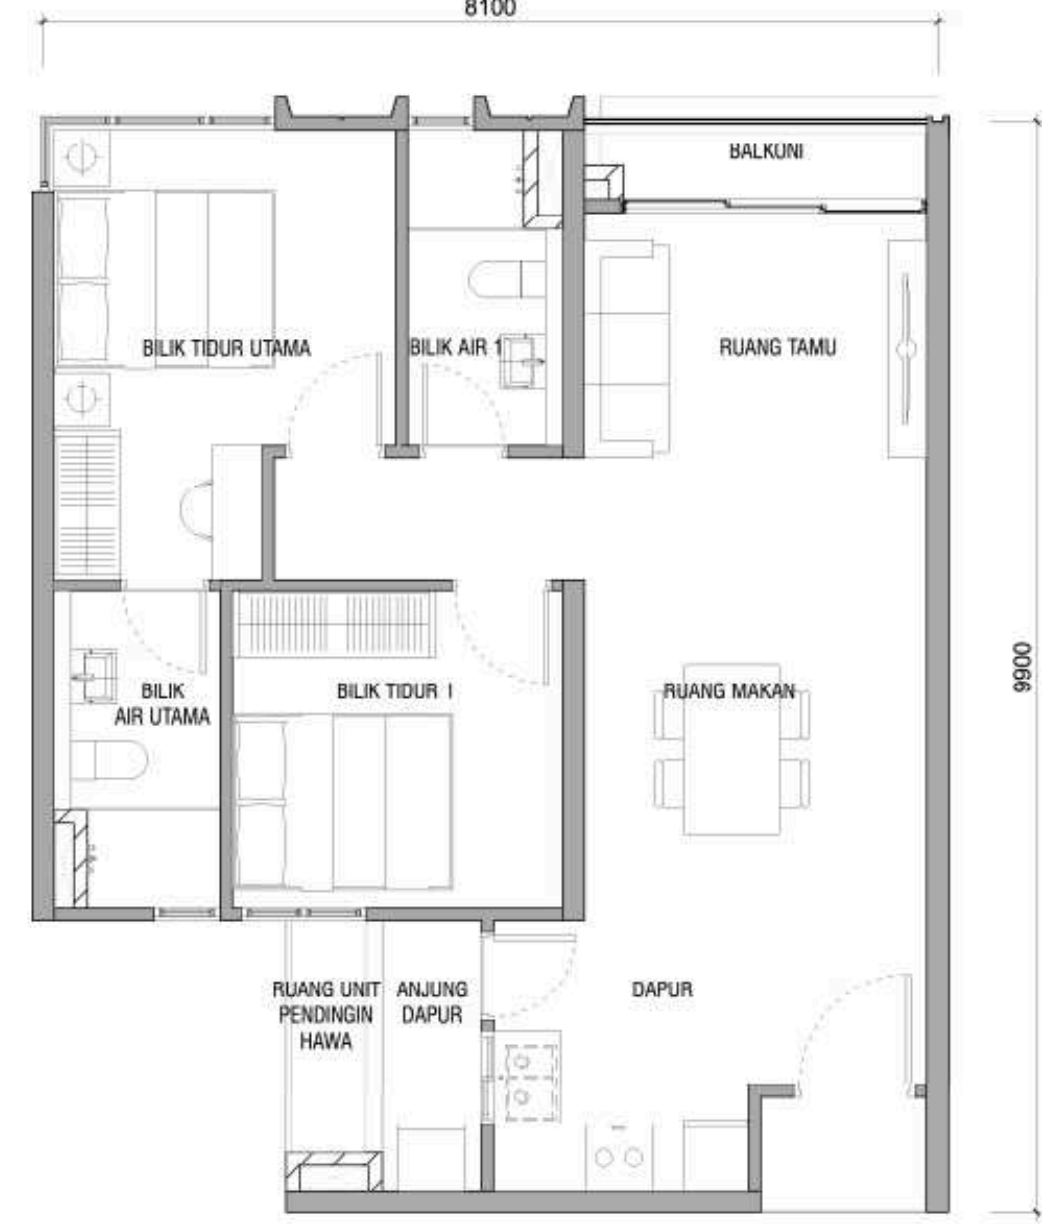 8100
BALKONI
BILIK TIDUR UTAMA
BILIK AIR 1
RUANG TAMU
9900
BILIK
AIR UTAMA
BILIK TIDUR 1
RUANG MAKAN
RUANG UNIT
PENDINGIN
HAWA
ANJUNG
DAPUR
DAPUR